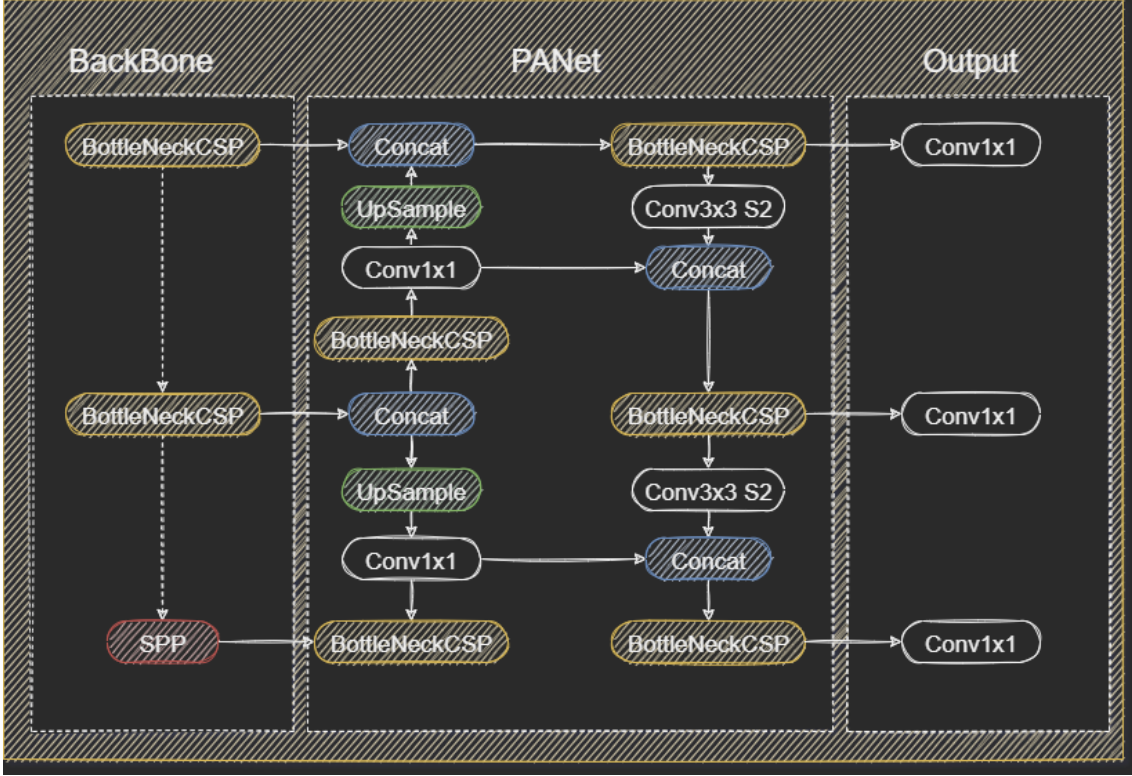 BackBone
PANet
Output
BottleNeckCSP
Concat
BottleNeckCSP
Conv1x1
UpSample
Conv3x3 S2
Conv1x1
Concat
BottleNeckCSP
BottleNeckCSP
Concat
BottleNeckCSP
Conv1x1
UpSample
Conv3x3 S2
Conv1x1
Concat
SPP
BottleNeckCSP
BottleNeckCSP
Conv1x1